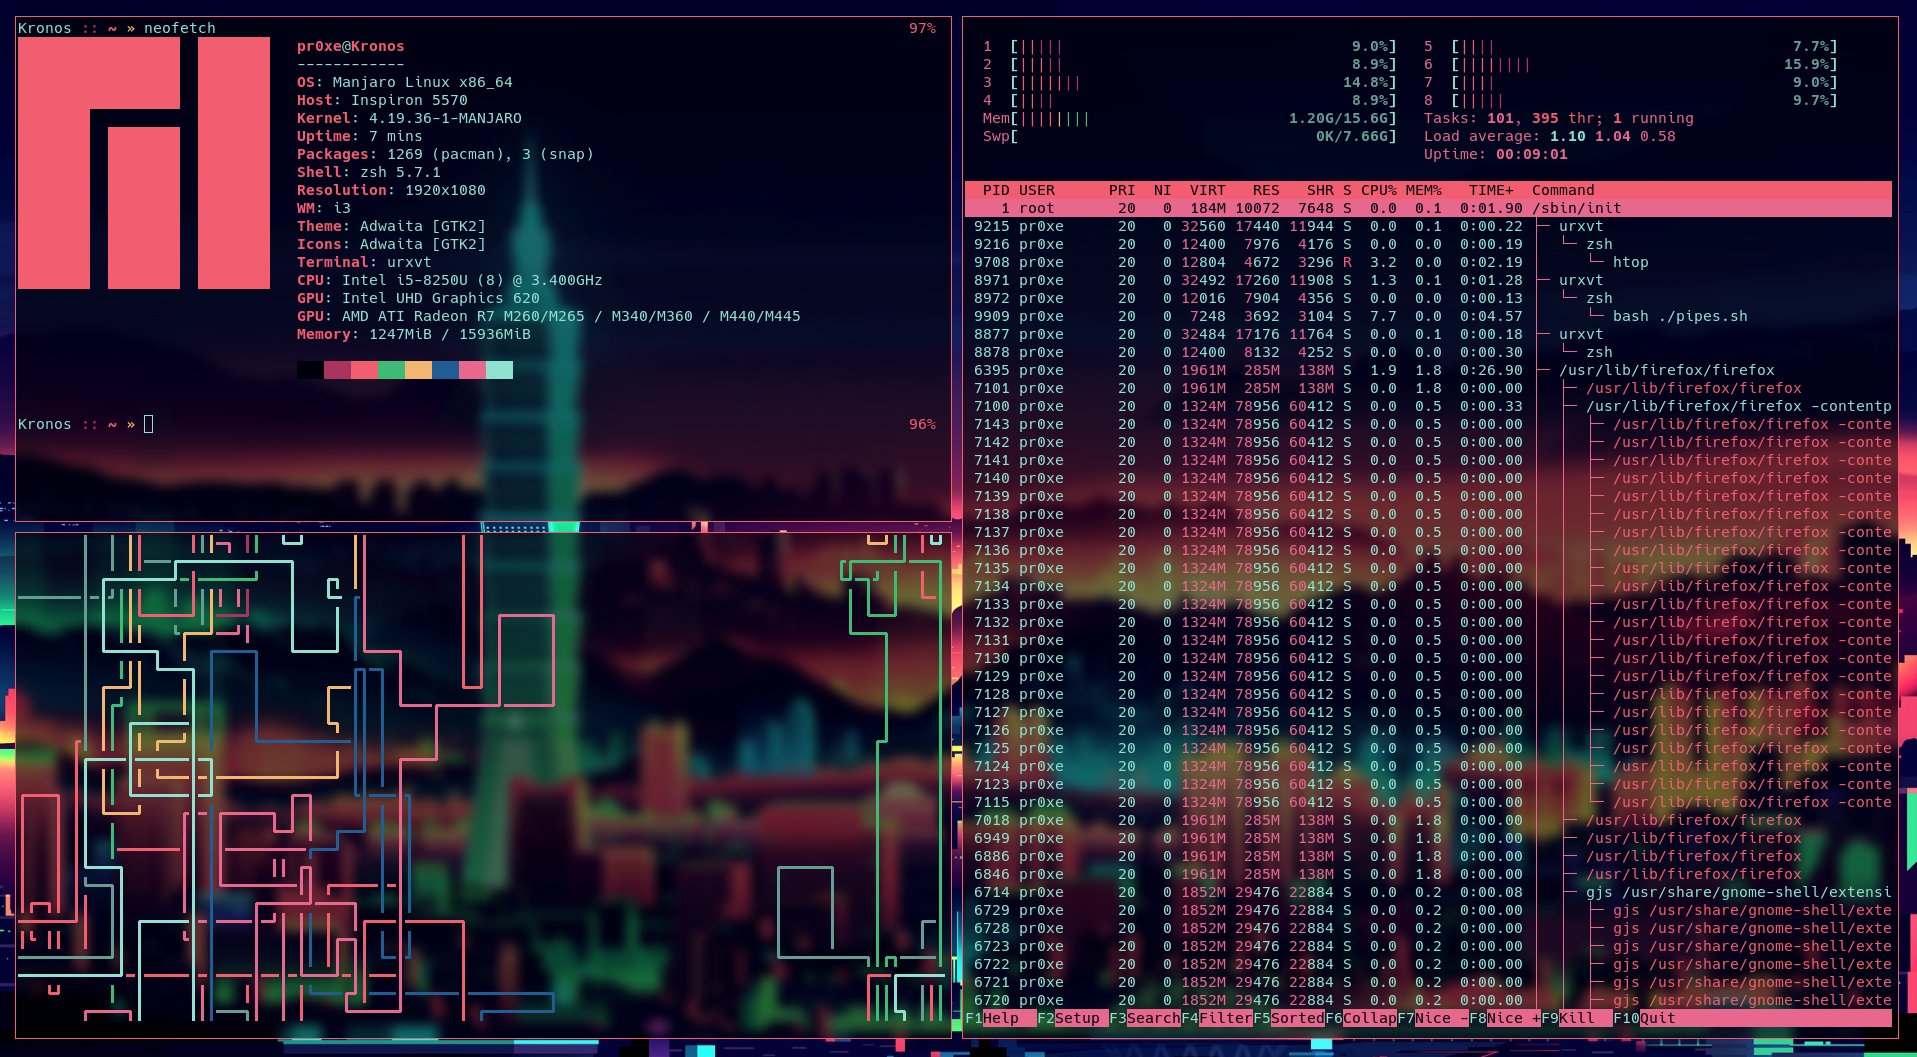 Kronos :: ~ » neofetch 97%
pr0xe@Kronos
------------
OS: Manjaro Linux x86_64
Host: Inspiron 5570
Kernel: 4.19.36-1-MANJARO
Uptime: 7 mins
Packages: 1269 (pacman), 3 (snap)
Shell: zsh 5.7.1
Resolution: 1920x1080
WM: i3
Theme: Adwaita [GTK2]
Icons: Adwaita [GTK2]
Terminal: urxvt
CPU: Intel i5-8250U (8) @ 3.400GHz
GPU: Intel UHD Graphics 620
GPU: AMD ATI Radeon R7 M260/M265 / M340/M360 / M440/M445
Memory: 1247MiB / 15936MiB
Kronos :: ~ » 96%
1 [||||| 9.0%] 5 [|||| 7.7%]
2 [||||| 8.9%] 6 [|||||||| 15.9%]
3 [||||||| 14.8%] 7 [|||| 9.0%]
4 [|||| 8.9%] 8 [||||| 9.7%]
Mem[|||||||| 1.20G/15.6G] Tasks: 101, 395 thr; 1 running
Swp[ 0K/7.66G] Load average: 1.10 1.04 0.58
Uptime: 00:09:01
PID USER PRI NI VIRT RES SHR S CPU% MEM% TIME+ Command
1 root 20 0 184M 10072 7648 S 0.0 0.1 0:01.90 /sbin/init
9215 pr0xe 20 0 32560 17440 11944 S 0.0 0.1 0:00.22 ├─ urxvt
9216 pr0xe 20 0 12400 7976 4176 S 0.0 0.0 0:00.19 │ └─ zsh
9708 pr0xe 20 0 12804 4672 3296 R 3.2 0.0 0:02.19 │ └─ htop
8971 pr0xe 20 0 32492 17260 11908 S 1.3 0.1 0:01.28 ├─ urxvt
8972 pr0xe 20 0 12016 7904 4356 S 0.0 0.0 0:00.13 │ └─ zsh
9909 pr0xe 20 0 7248 3692 3104 S 7.7 0.0 0:04.57 │ └─ bash ./pipes.sh
8877 pr0xe 20 0 32484 17176 11764 S 0.0 0.1 0:00.18 ├─ urxvt
8878 pr0xe 20 0 12400 8132 4252 S 0.0 0.0 0:00.30 │ └─ zsh
6395 pr0xe 20 0 1961M 285M 138M S 1.9 1.8 0:26.90 ├─ /usr/lib/firefox/firefox
7101 pr0xe 20 0 1961M 285M 138M S 0.0 1.8 0:00.00 │ ├─ /usr/lib/firefox/firefox
7100 pr0xe 20 0 1324M 78956 60412 S 0.0 0.5 0:00.33 │ ├─ /usr/lib/firefox/firefox -contentp
7143 pr0xe 20 0 1324M 78956 60412 S 0.0 0.5 0:00.00 │ │ ├─ /usr/lib/firefox/firefox -conte
7142 pr0xe 20 0 1324M 78956 60412 S 0.0 0.5 0:00.00 │ │ ├─ /usr/lib/firefox/firefox -conte
7141 pr0xe 20 0 1324M 78956 60412 S 0.0 0.5 0:00.00 │ │ ├─ /usr/lib/firefox/firefox -conte
7140 pr0xe 20 0 1324M 78956 60412 S 0.0 0.5 0:00.00 │ │ ├─ /usr/lib/firefox/firefox -conte
7139 pr0xe 20 0 1324M 78956 60412 S 0.0 0.5 0:00.00 │ │ ├─ /usr/lib/firefox/firefox -conte
7138 pr0xe 20 0 1324M 78956 60412 S 0.0 0.5 0:00.00 │ │ ├─ /usr/lib/firefox/firefox -conte
7137 pr0xe 20 0 1324M 78956 60412 S 0.0 0.5 0:00.00 │ │ ├─ /usr/lib/firefox/firefox -conte
7136 pr0xe 20 0 1324M 78956 60412 S 0.0 0.5 0:00.00 │ │ ├─ /usr/lib/firefox/firefox -conte
7135 pr0xe 20 0 1324M 78956 60412 S 0.0 0.5 0:00.00 │ │ ├─ /usr/lib/firefox/firefox -conte
7134 pr0xe 20 0 1324M 78956 60412 S 0.0 0.5 0:00.00 │ │ ├─ /usr/lib/firefox/firefox -conte
7133 pr0xe 20 0 1324M 78956 60412 S 0.0 0.5 0:00.00 │ │ ├─ /usr/lib/firefox/firefox -conte
7132 pr0xe 20 0 1324M 78956 60412 S 0.0 0.5 0:00.00 │ │ ├─ /usr/lib/firefox/firefox -conte
7131 pr0xe 20 0 1324M 78956 60412 S 0.0 0.5 0:00.00 │ │ ├─ /usr/lib/firefox/firefox -conte
7130 pr0xe 20 0 1324M 78956 60412 S 0.0 0.5 0:00.00 │ │ ├─ /usr/lib/firefox/firefox -conte
7129 pr0xe 20 0 1324M 78956 60412 S 0.0 0.5 0:00.00 │ │ ├─ /usr/lib/firefox/firefox -conte
7128 pr0xe 20 0 1324M 78956 60412 S 0.0 0.5 0:00.00 │ │ ├─ /usr/lib/firefox/firefox -conte
7127 pr0xe 20 0 1324M 78956 60412 S 0.0 0.5 0:00.00 │ │ ├─ /usr/lib/firefox/firefox -conte
7126 pr0xe 20 0 1324M 78956 60412 S 0.0 0.5 0:00.00 │ │ ├─ /usr/lib/firefox/firefox -conte
7125 pr0xe 20 0 1324M 78956 60412 S 0.0 0.5 0:00.00 │ │ ├─ /usr/lib/firefox/firefox -conte
7124 pr0xe 20 0 1324M 78956 60412 S 0.0 0.5 0:00.00 │ │ ├─ /usr/lib/firefox/firefox -conte
7123 pr0xe 20 0 1324M 78956 60412 S 0.0 0.5 0:00.00 │ │ ├─ /usr/lib/firefox/firefox -conte
7115 pr0xe 20 0 1324M 78956 60412 S 0.0 0.5 0:00.00 │ │ └─ /usr/lib/firefox/firefox -conte
7018 pr0xe 20 0 1961M 285M 138M S 0.0 1.8 0:00.00 │ ├─ /usr/lib/firefox/firefox
6949 pr0xe 20 0 1961M 285M 138M S 0.0 1.8 0:00.00 │ ├─ /usr/lib/firefox/firefox
6886 pr0xe 20 0 1961M 285M 138M S 0.0 1.8 0:00.00 │ ├─ /usr/lib/firefox/firefox
6846 pr0xe 20 0 1961M 285M 138M S 0.0 1.8 0:00.00 │ ├─ /usr/lib/firefox/firefox
6714 pr0xe 20 0 1852M 29476 22884 S 0.0 0.2 0:00.08 │ ├─ gjs /usr/share/gnome-shell/extensi
6729 pr0xe 20 0 1852M 29476 22884 S 0.0 0.2 0:00.00 │ │ ├─ gjs /usr/share/gnome-shell/exte
6728 pr0xe 20 0 1852M 29476 22884 S 0.0 0.2 0:00.00 │ │ ├─ gjs /usr/share/gnome-shell/exte
6723 pr0xe 20 0 1852M 29476 22884 S 0.0 0.2 0:00.00 │ │ ├─ gjs /usr/share/gnome-shell/exte
6722 pr0xe 20 0 1852M 29476 22884 S 0.0 0.2 0:00.00 │ │ ├─ gjs /usr/share/gnome-shell/exte
6721 pr0xe 20 0 1852M 29476 22884 S 0.0 0.2 0:00.00 │ │ ├─ gjs /usr/share/gnome-shell/exte
6720 pr0xe 20 0 1852M 29476 22884 S 0.0 0.2 0:00.00 │ │ ├─ gjs /usr/share/gnome-shell/exte
F1Help F2Setup F3SearchF4FilterF5SortedF6CollapF7Nice -F8Nice +F9Kill F10Quit